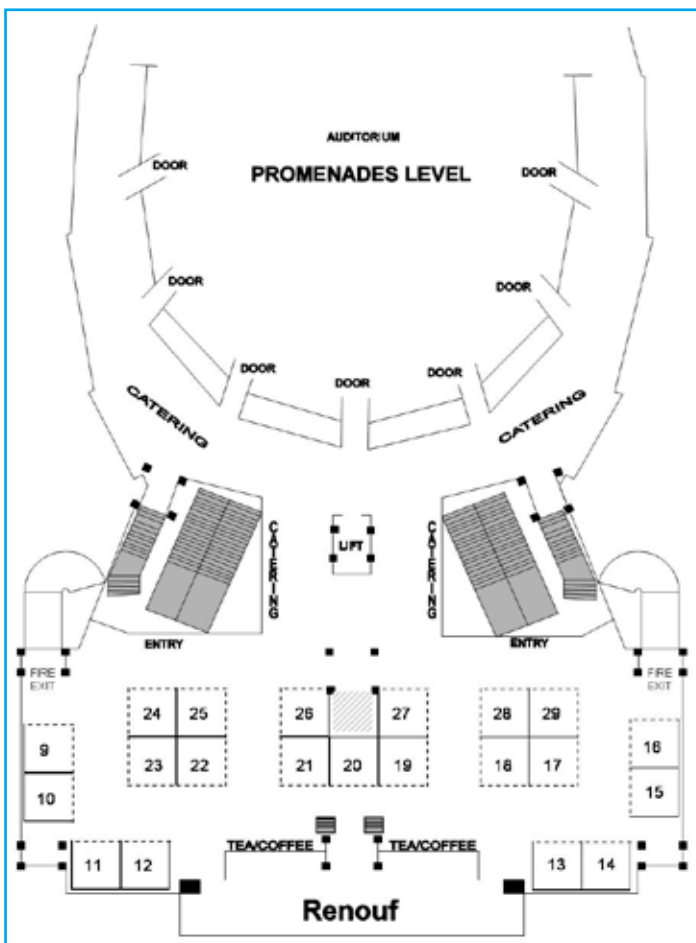 AUDITORIUM
PROMENADES LEVEL
DOOR
DOOR
DOOR
DOOR
DOOR
DOOR
DOOR
CATERING
CATERING
CATERING
LIFT
CATERING
ENTRY
ENTRY
FIRE
EXIT
FIRE
EXIT
24 25
26
27
28 29
9
16
23 22
21 20 19
18 17
10
15
TEA/COFFEE
TEA/COFFEE
11 12
13 14
Renouf